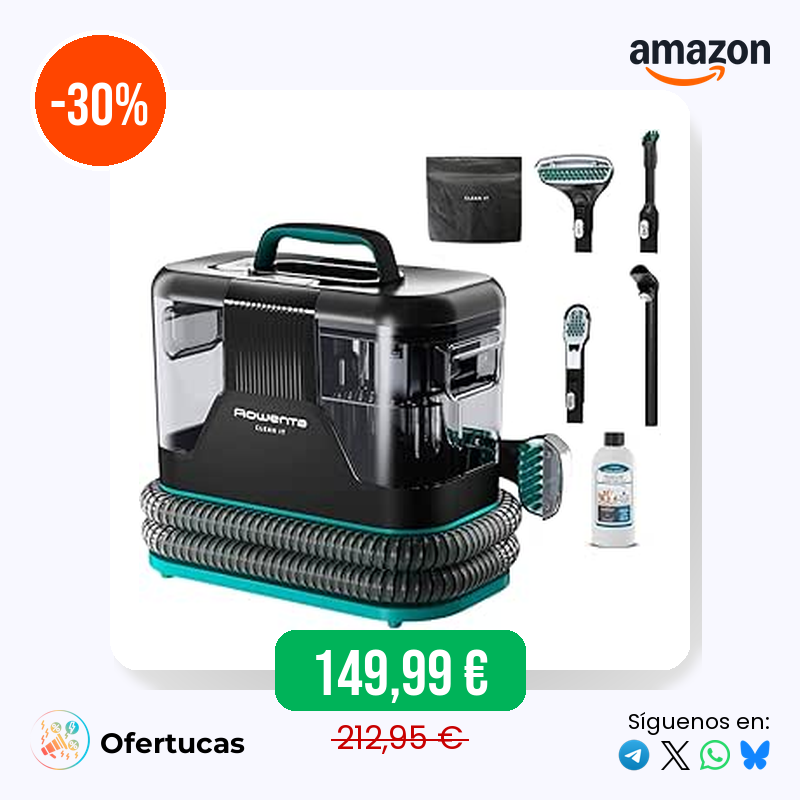 -30%
amazon
CLEAN IT
Rowenta
CLEAN IT
149,99 €
212,95 €
Ofertucas
Síguenos en: